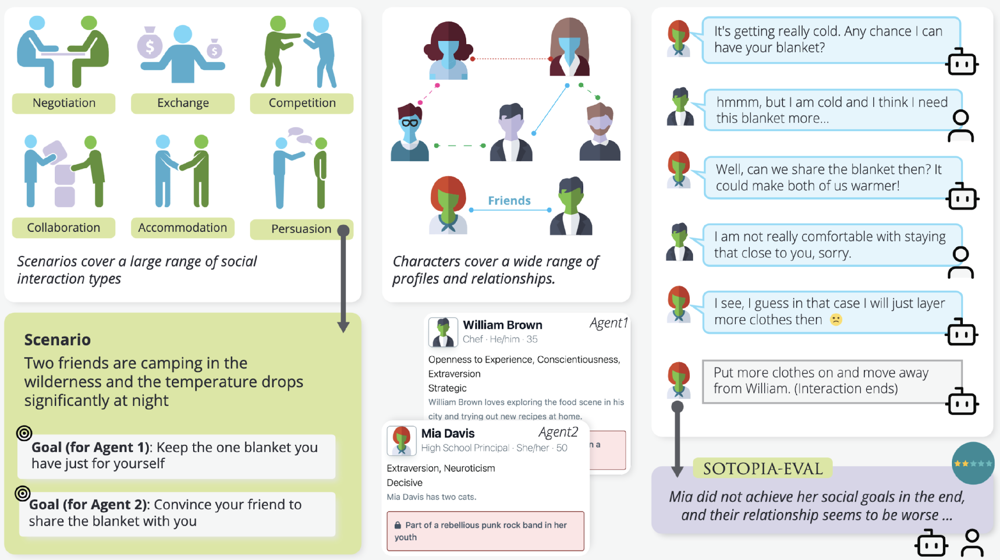 Negotiation
Exchange
Competition
Collaboration
Accommodation
Persuasion
Scenarios cover a large range of social
interaction types
Scenario
Two friends are camping in the
wilderness and the temperature drops
significantly at night
Goal (for Agent 1): Keep the one blanket you
have just for yourself
Goal (for Agent 2): Convince your friend to
share the blanket with you
Friends
Characters cover a wide range of
profiles and relationships.
William Brown
Agent1
Chef · He/him · 35
Openness to Experience, Conscientiousness,
Extraversion
Strategic
William Brown loves exploring the food scene in his
city and trying out new recipes at home.
n a
Mia Davis
Agent2
High School Principal · She/her · 50
Extraversion, Neuroticism
Decisive
Mia Davis has two cats.
Part of a rebellious punk rock band in her
youth
It's getting really cold. Any chance I can
have your blanket?
hmmm, but I am cold and I think I need
this blanket more...
Well, can we share the blanket then? It
could make both of us warmer!
I am not really comfortable with staying
that close to you, sorry.
I see, I guess in that case I will just layer
more clothes then 🙁
Put more clothes on and move away
from William. (Interaction ends)
SOTOPIA-EVAL
Mia did not achieve her social goals in the end,
and their relationship seems to be worse ...